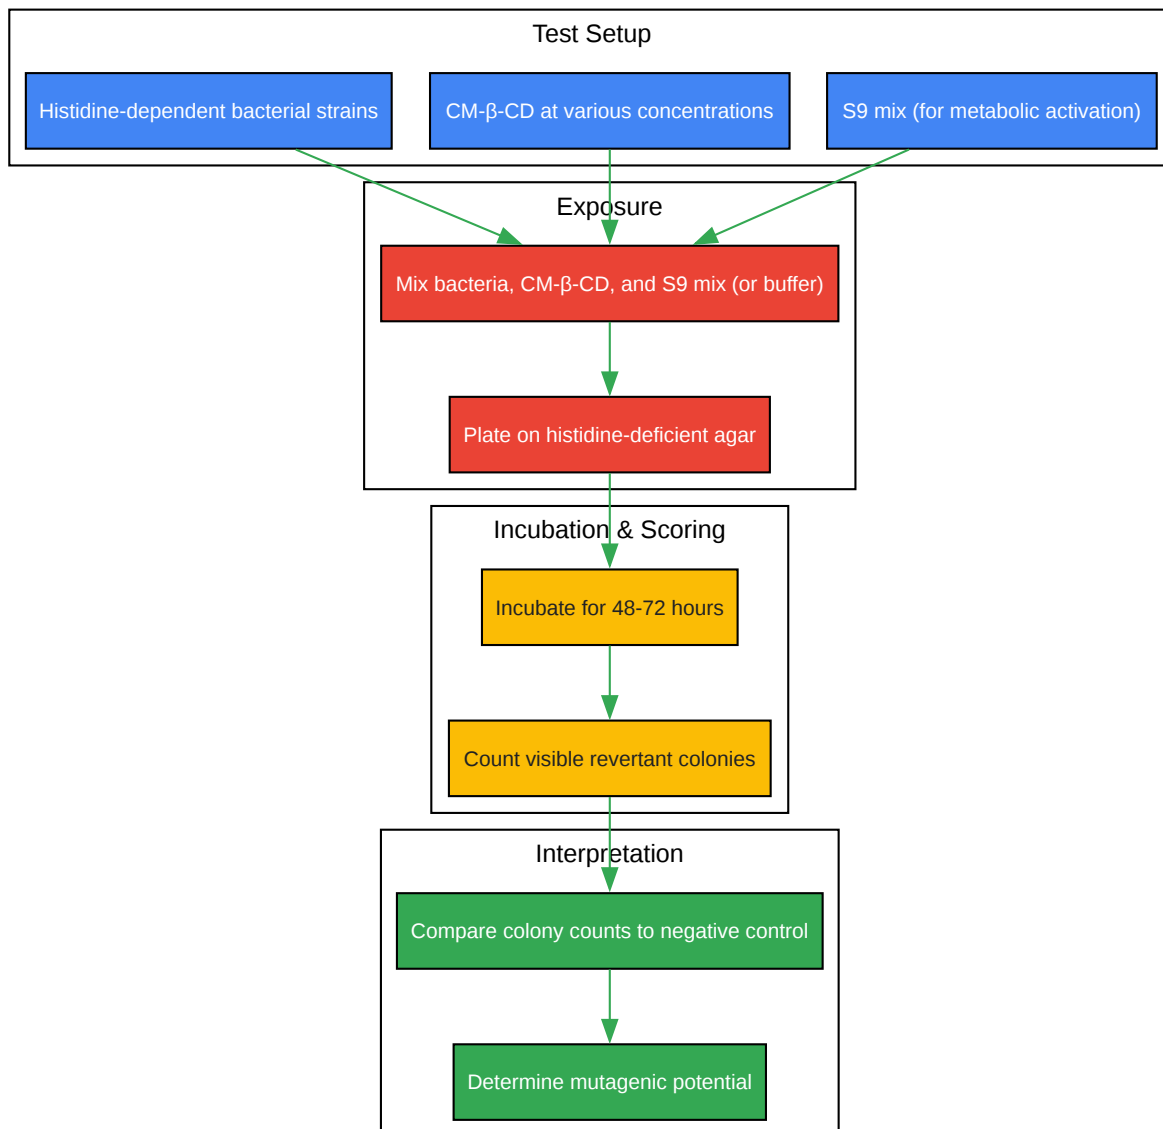 Test Setup
Histidine-dependent bacterial strains
CM-β-CD at various concentrations
S9 mix (for metabolic activation)
Exposure
Mix bacteria, CM-β-CD, and S9 mix (or buffer)
Plate on histidine-deficient agar
Incubation & Scoring
Incubate for 48-72 hours
Count visible revertant colonies
Interpretation
Compare colony counts to negative control
Determine mutagenic potential